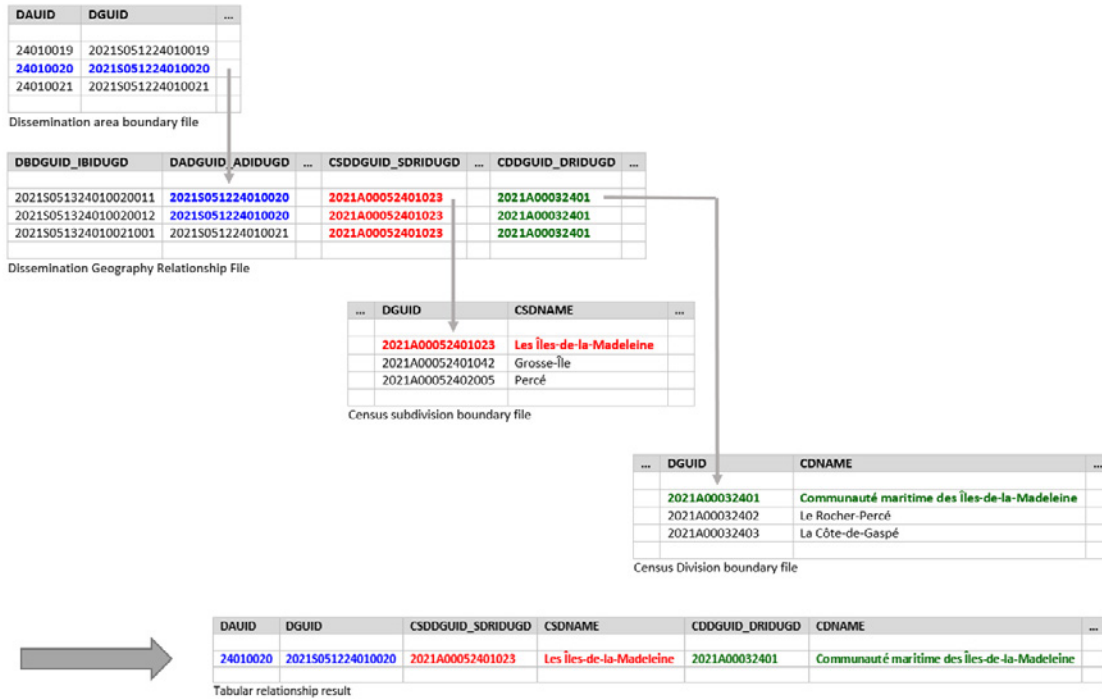 DAUID DGUID ...
24010019 2021S051224010019
24010020 2021S051224010020
24010021 2021S051224010021
Dissemination area boundary file
DBDGUID_IBIDUGD DADGUID_ADIDUGD ... CSDDGUID_SDRIDUGD ... CDDGUID_DRIDUGD ...
2021S051324010020011 2021S051224010020 2021A00052401023 2021A00032401
2021S051324010020012 2021S051224010020 2021A00052401023 2021A00032401
2021S051324010021001 2021S051224010021 2021A00052401023 2021A00032401
Dissemination Geography Relationship File
... DGUID CSDNAME ...
2021A00052401023 Les Îles-de-la-Madeleine
2021A00052401042 Grosse-Île
2021A00052402005 Percé
Census subdivision boundary file
... DGUID CDNAME ...
2021A00032401 Communauté maritime des Îles-de-la-Madeleine
2021A00032402 Le Rocher-Percé
2021A00032403 La Côte-de-Gaspé
Census Division boundary file
DAUID DGUID CSDDGUID_SDRIDUGD CSDNAME CDDGUID_DRIDUGD CDNAME ...
24010020 2021S051224010020 2021A00052401023 Les Îles-de-la-Madeleine 2021A00032401 Communauté maritime des Îles-de-la-Madeleine
Tabular relationship result